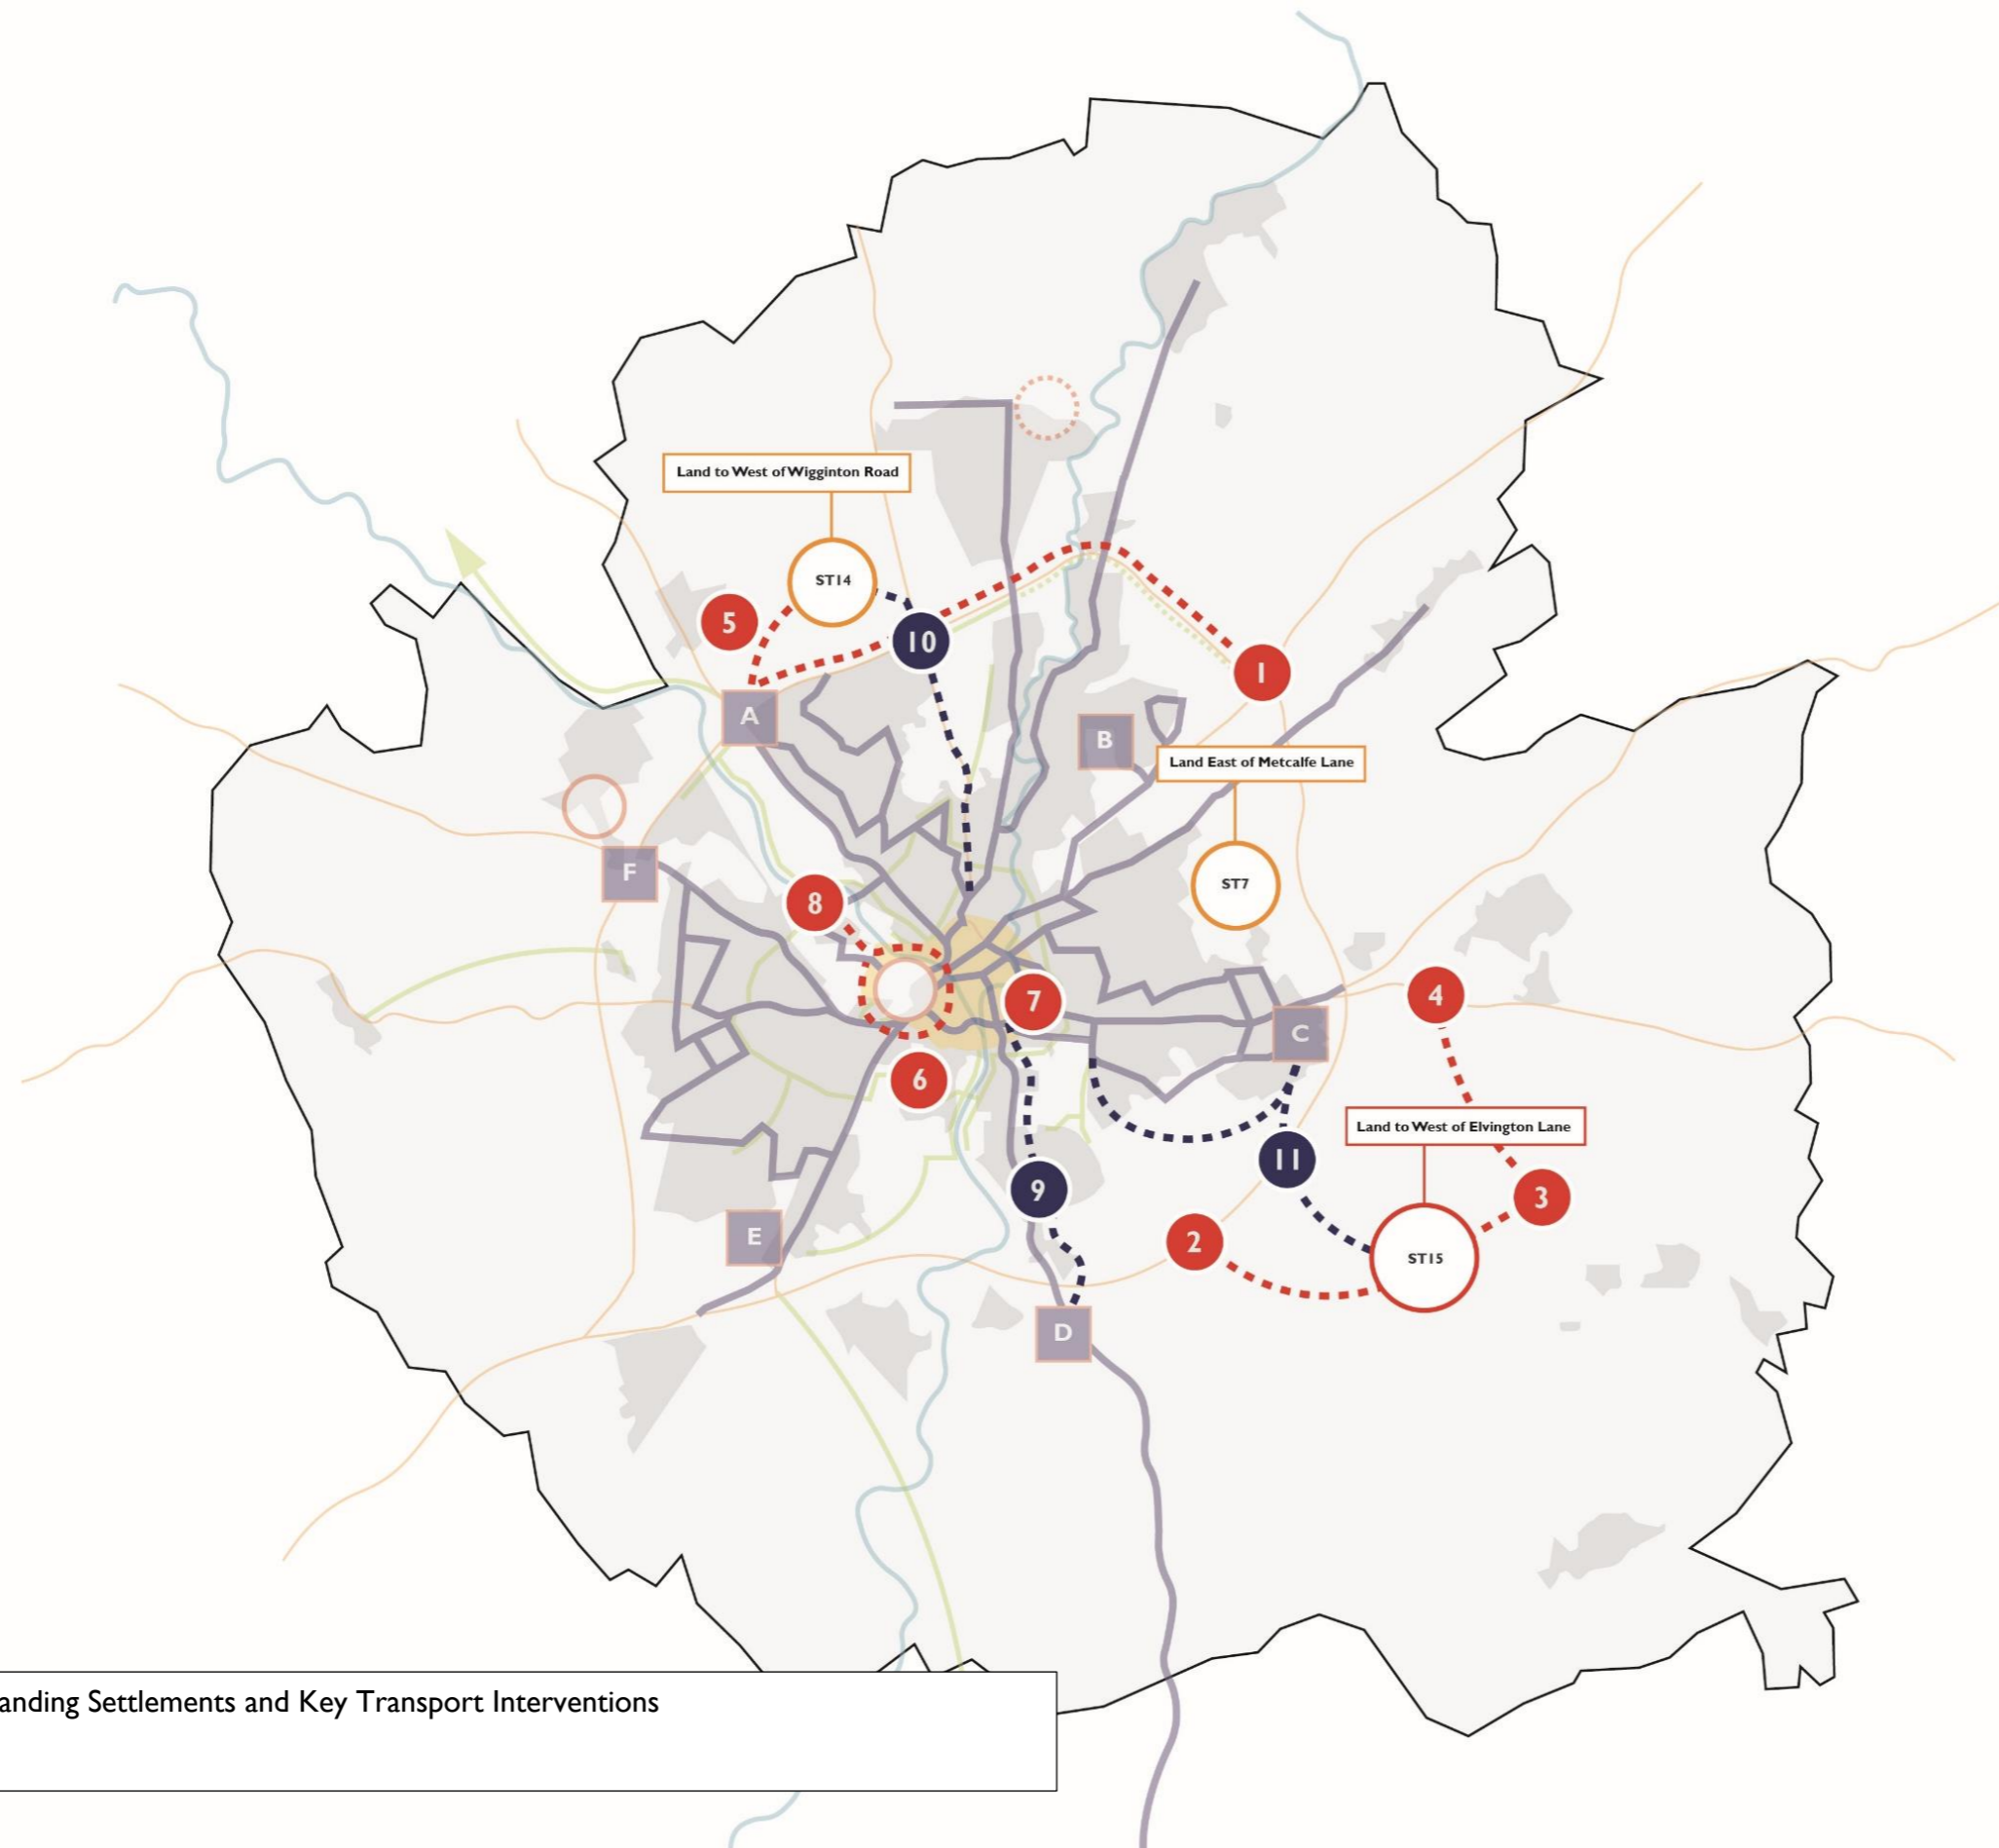 Land to West of Wigginton Road
ST14
5
10
1
A
B
Land East of Metcalfe Lane
F
ST7
8
7
4
C
6
Land to West of Elvington Lane
11
9
3
2
E
ST15
D
anding Settlements and Key Transport Interventions